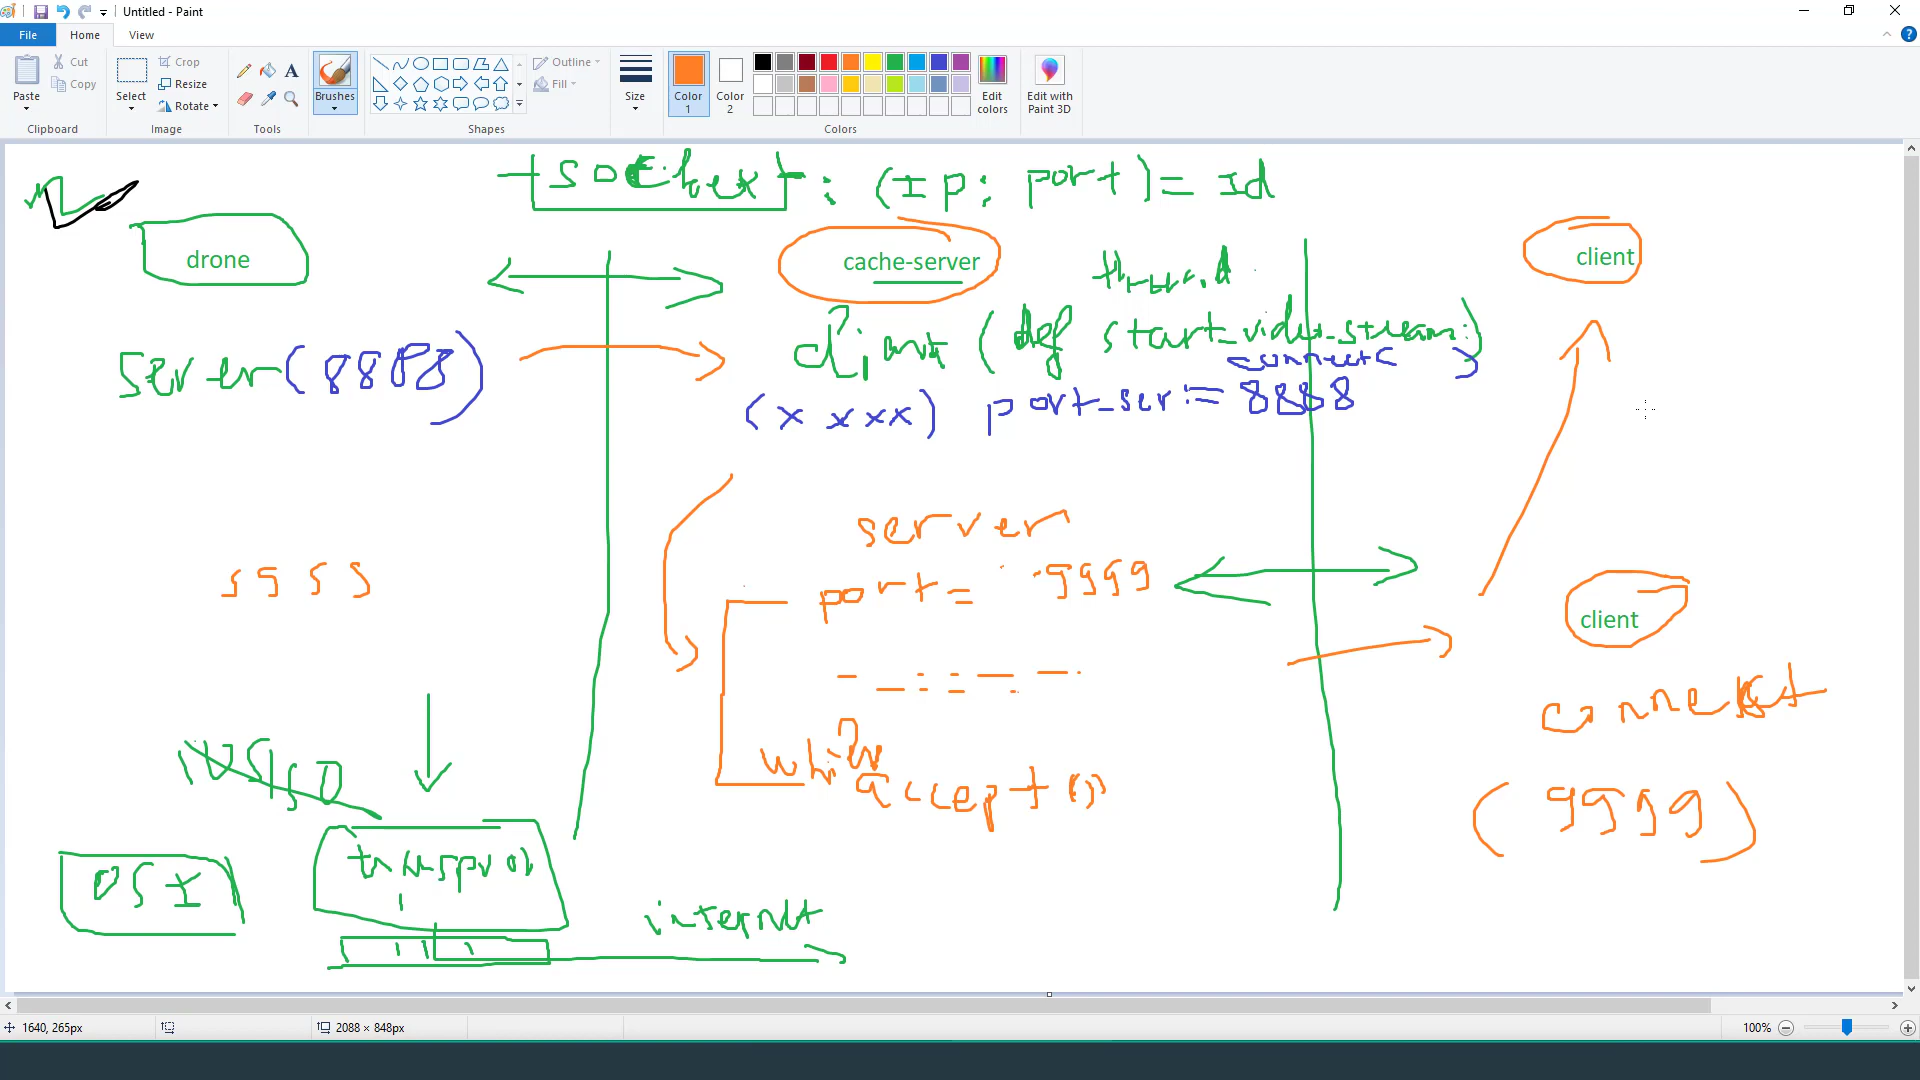 Untitled - Paint
File Home View
Paste Cut Copy Clipboard
Select Crop Resize Rotate Image
Tools
Brushes
Shapes Outline Fill
Size
Color 1 Color 2 Colors
Edit colors
Edit with Paint 3D
socket : (IP: port) = Id
drone
cache-server
client
thread
server (8888)
client (def start_video_stream:)
connect( )
(xxxx) port_ser := 8888
server
port = 9999
client
connect
while
accept()
(9999)
OSI
transport
internet
1640, 265px
2088 × 848px
100%